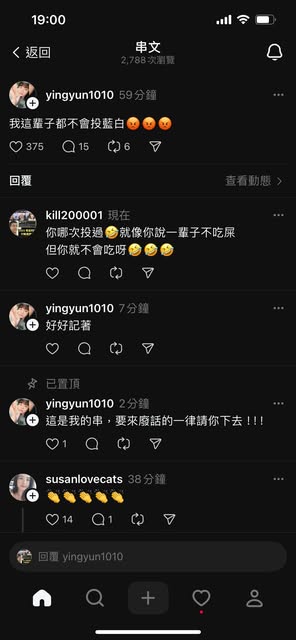 19:00
返回
串文
2,788 次瀏覽
yingyun1010 59分鐘
我這輩子都不會投藍白😡😡😡
375 15 6
回覆
查看動態
kill200001 現在
你哪次投過🤣就像你說一輩子不吃屎
但你就不會吃呀🤣🤣🤣
yingyun1010 7分鐘
好好記著
已置頂
yingyun1010 2分鐘
這是我的串，要來廢話的一律請你下去！!!
1
susanlovecats 38分鐘
👏👏👏👏👏
14 1
回覆 yingyun1010